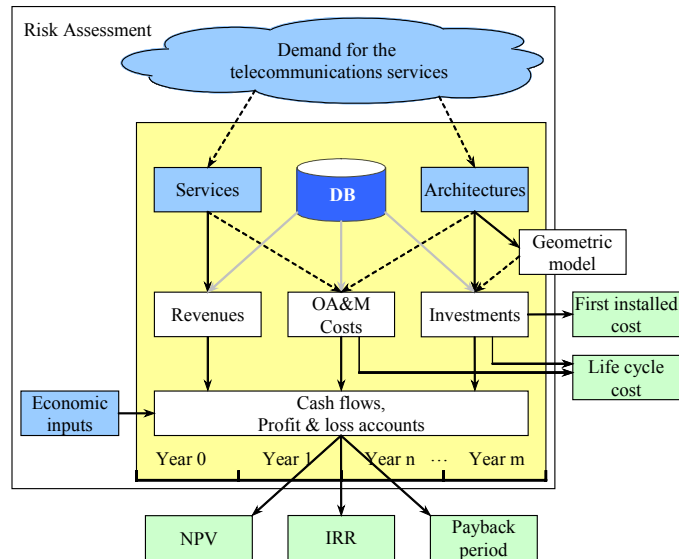 Risk Assessment
Demand for the
telecommunications services
Services
DB
Architectures
Geometric
model
Revenues
OA&M
Costs
Investments
First installed
cost
Life cycle
cost
Economic
inputs
Cash flows,
Profit & loss accounts
Year 0 Year 1 Year n ... Year m
NPV
IRR
Payback
period